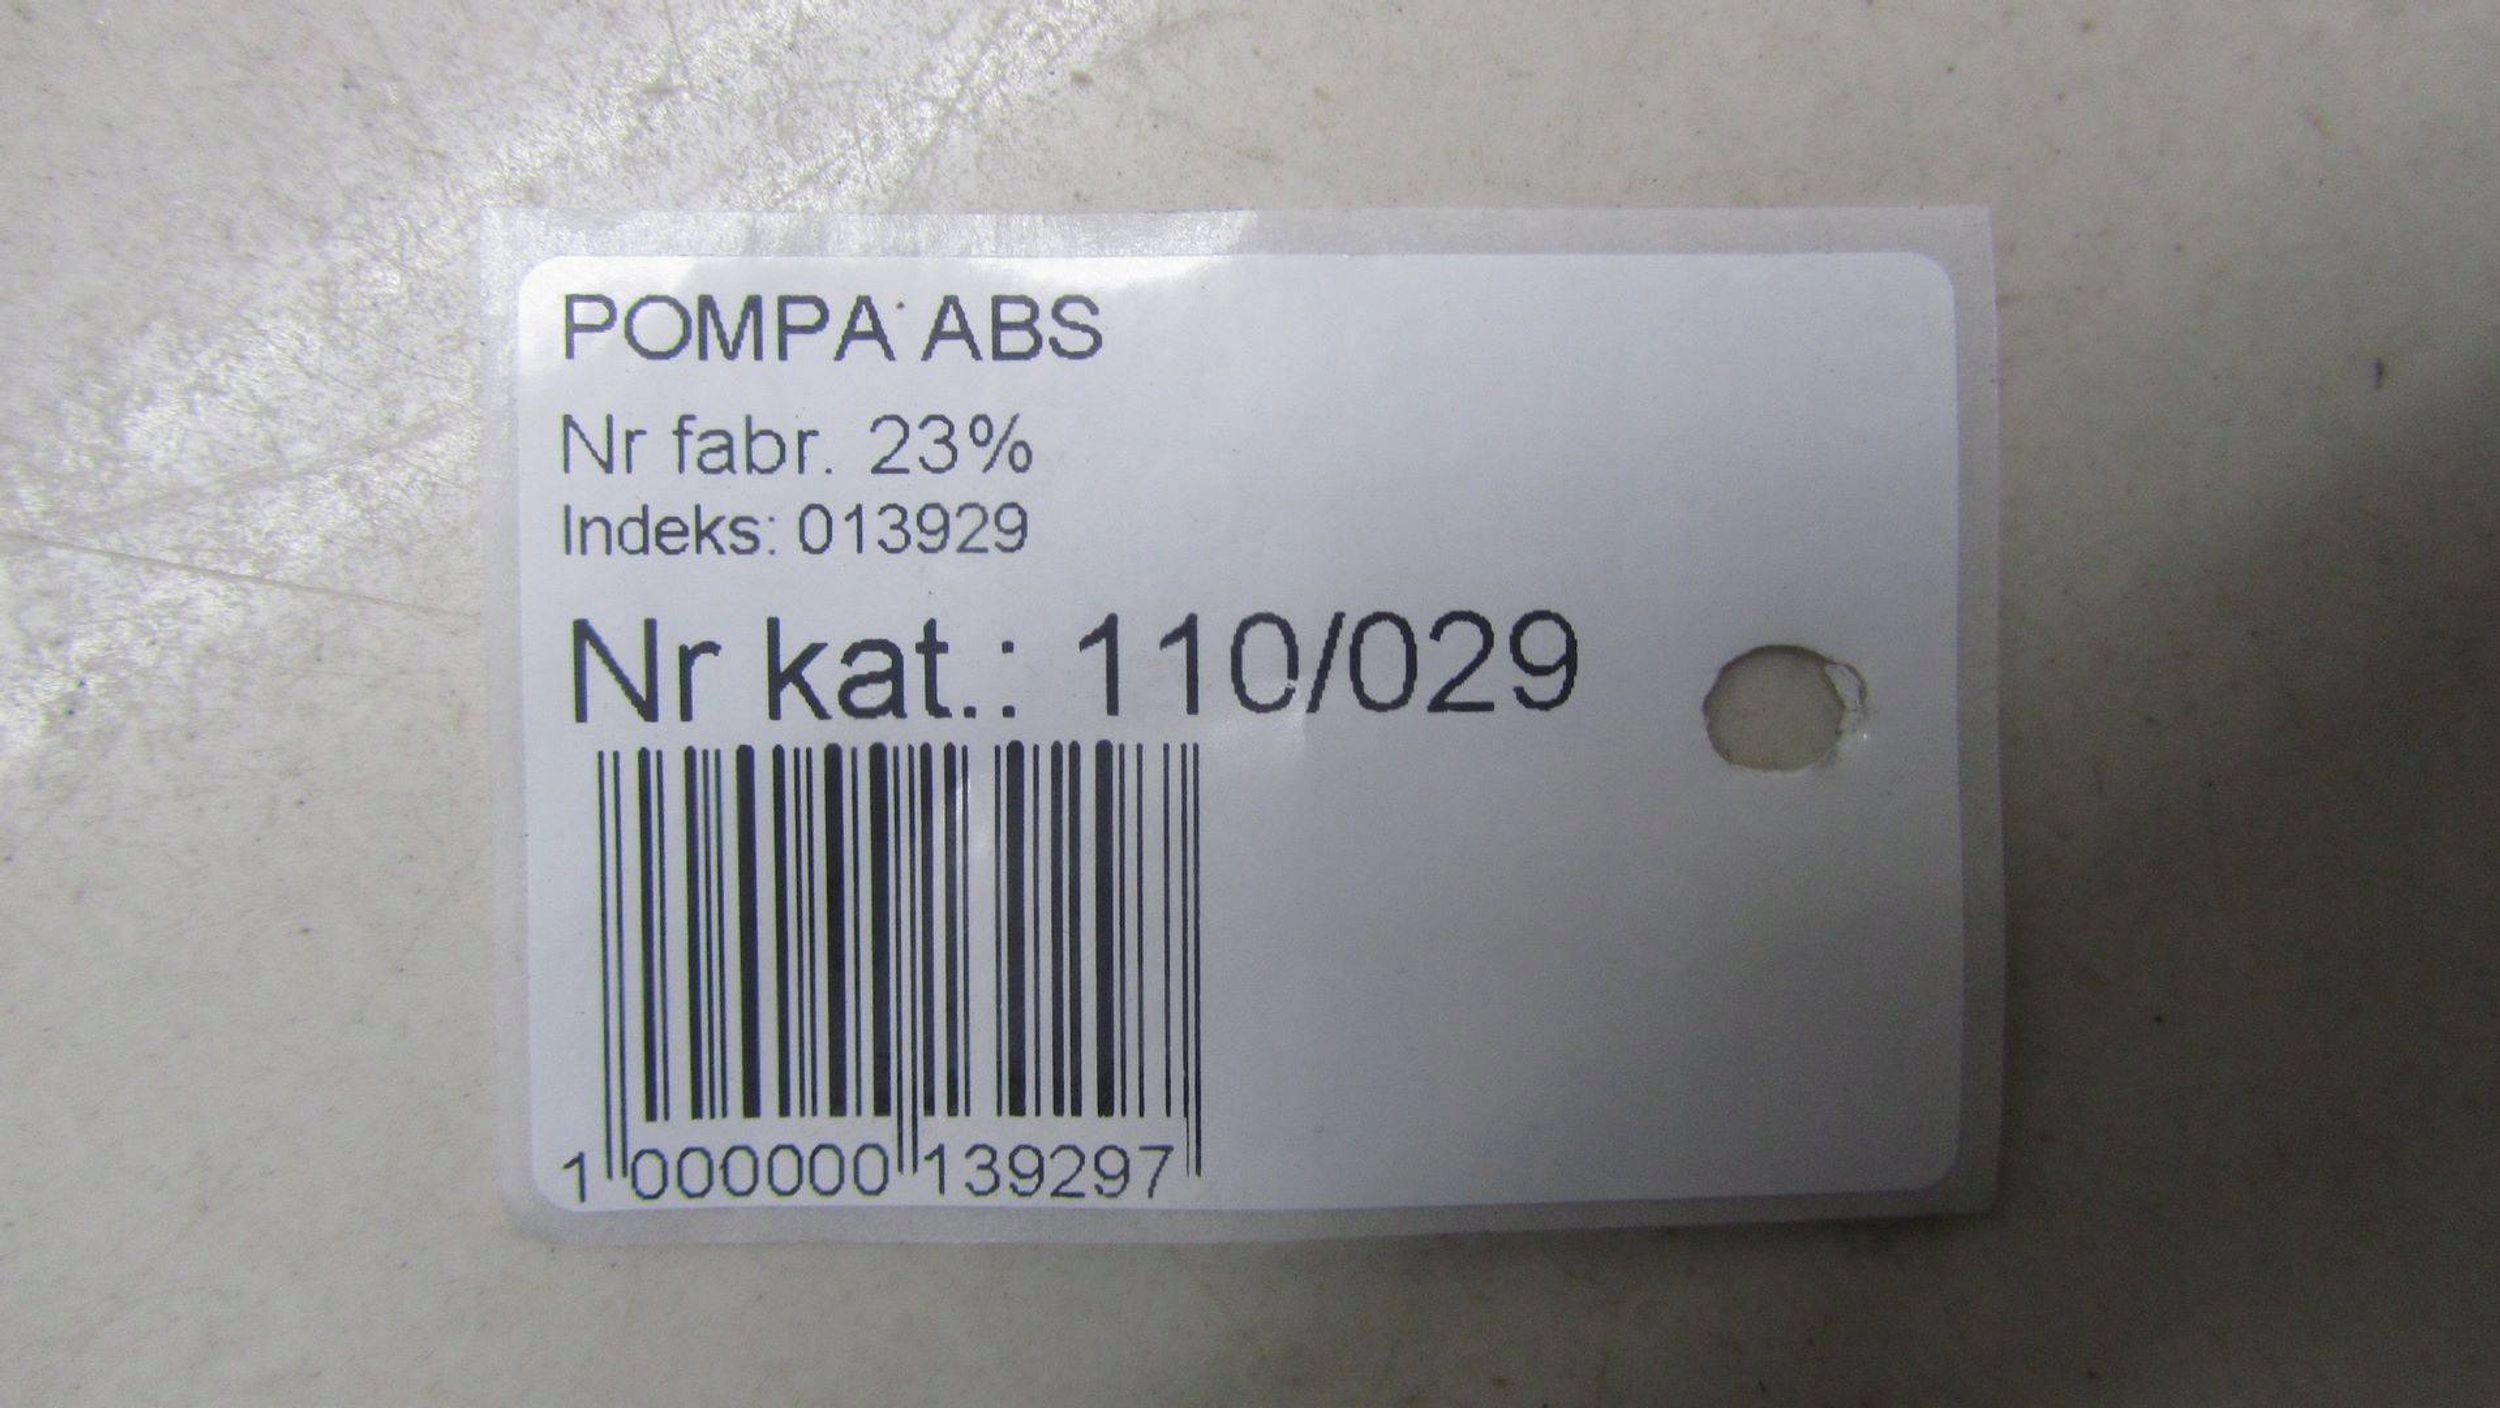 POMPA ABS
Nr fabr. 23%
Indeks: 013929
Nr kat.: 110/029
1 000000 139297